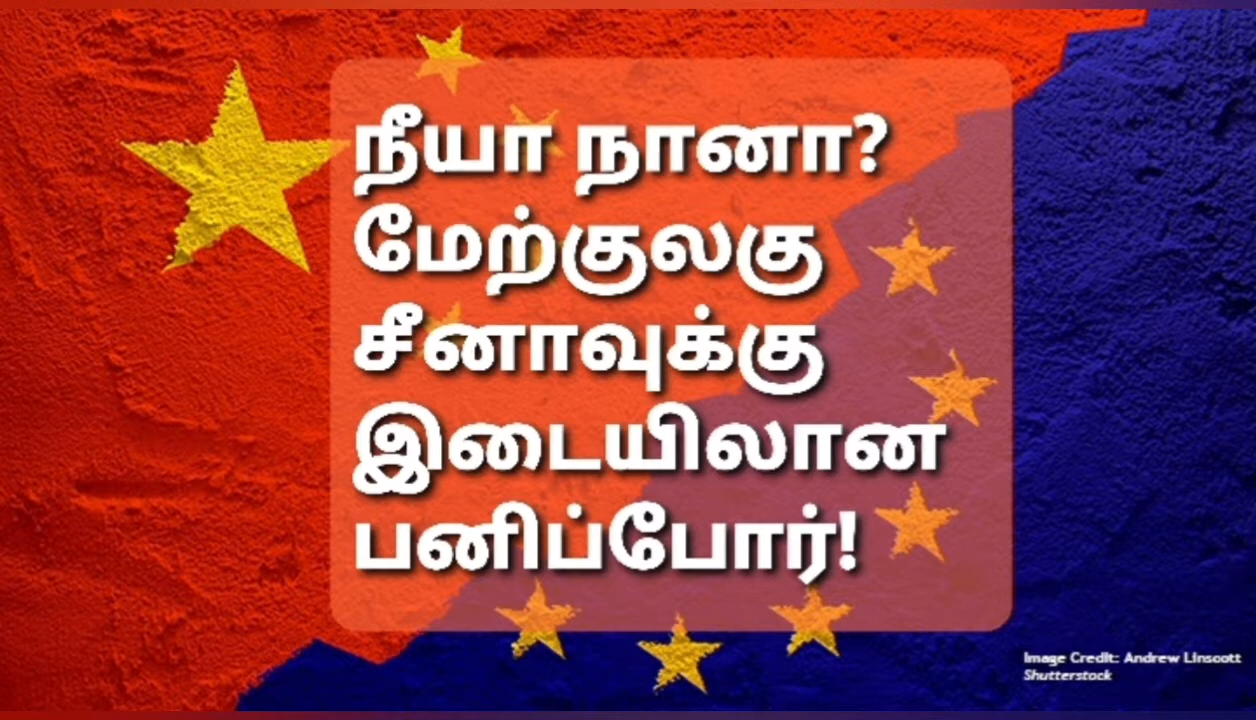 நீயா நானா?
மேற்குலகு
சீனாவுக்கு
இடையிலான
பனிப்போர்!
Image Credit: Andrew Linscott
Shutterstock